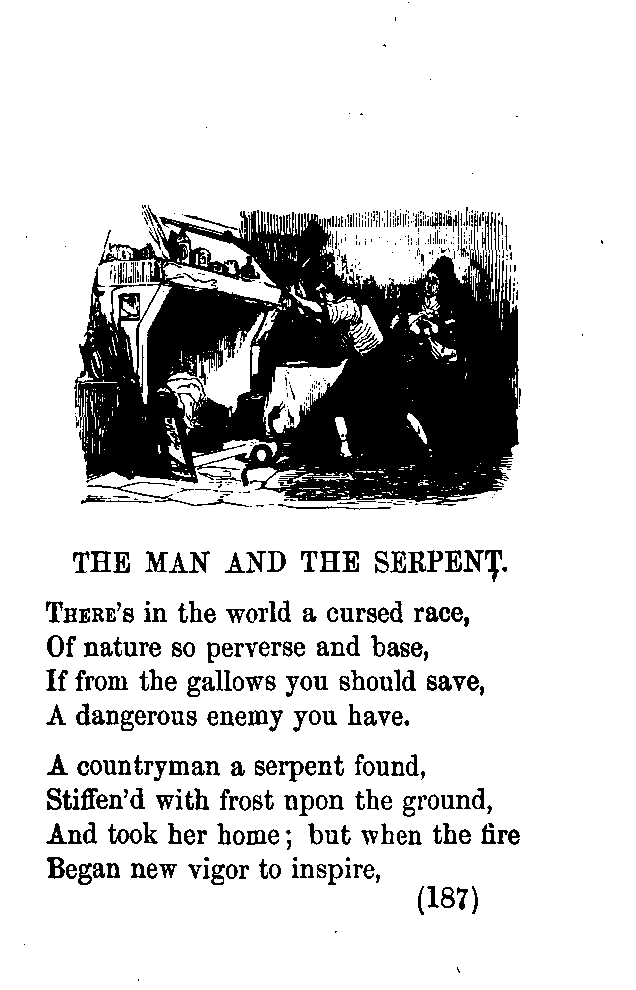 THE MAN AND THE SERPENT.
THERE'S in the world a cursed race,
Of nature so perverse and base,
If from the gallows you should save,
A dangerous enemy you have.
A countryman a serpent found,
Stiffen'd with frost upon the ground,
And took her home; but when the fire
Began new vigor to inspire,
(187)